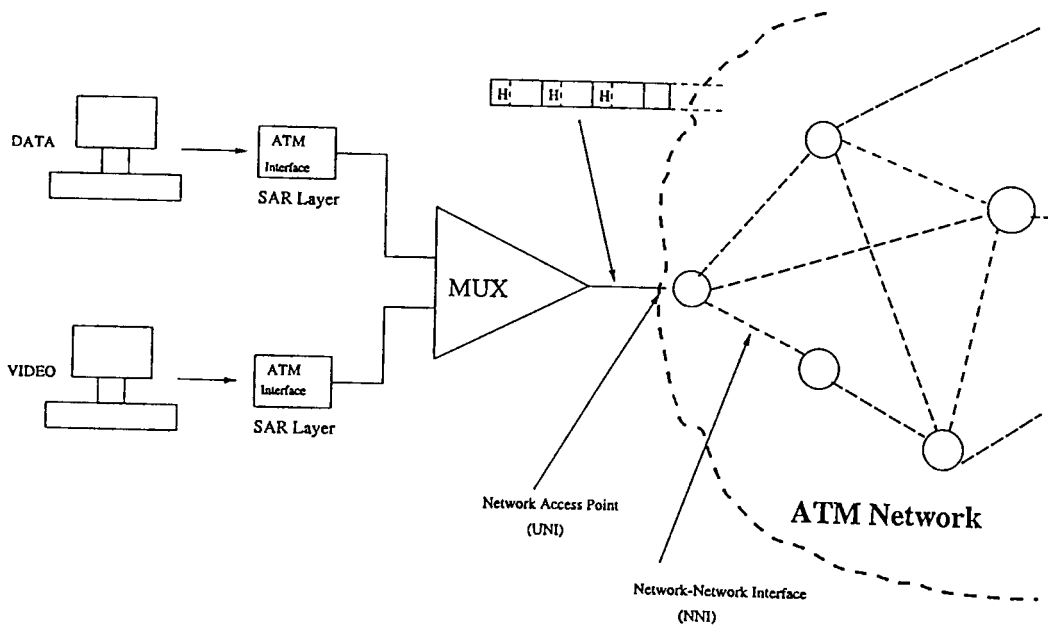 H H H
DATA
ATM
Interface
SAR Layer
MUX
VIDEO
ATM
Interface
SAR Layer
Network Access Point
(UNI)
ATM Network
Network-Network Interface
(NNI)